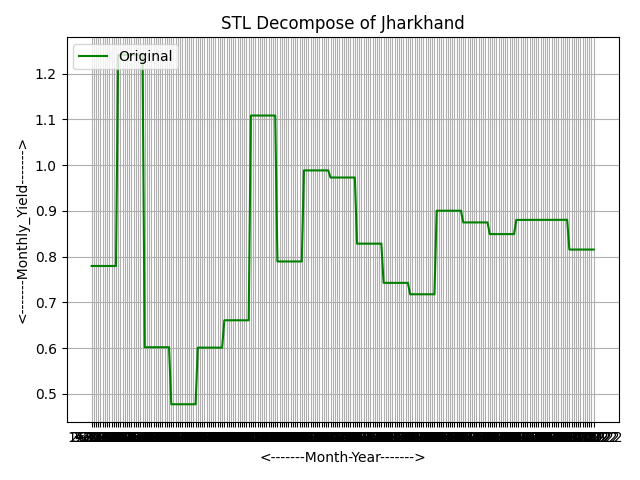 STL Decompose of Jharkhand
Original
1.2
1.1
1.0
0.9
0.8
0.7
0.6
0.5
<------Monthly_Yield------->
<-------Month-Year------->